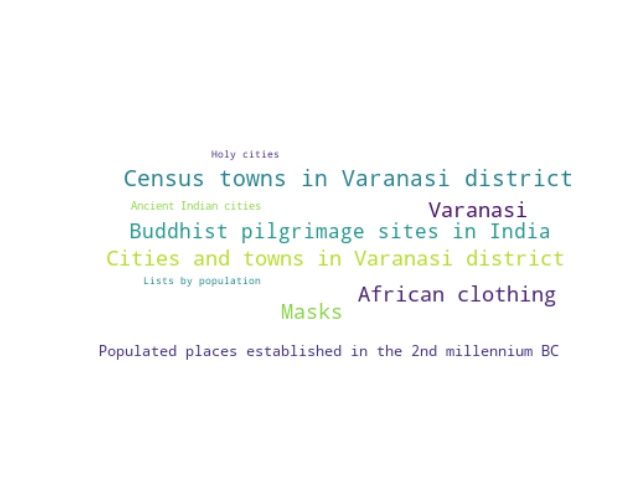 Holy cities
Census towns in Varanasi district
Ancient Indian cities
Varanasi
Buddhist pilgrimage sites in India
Cities and towns in Varanasi district
Lists by population
African clothing
Masks
Populated places established in the 2nd millennium BC